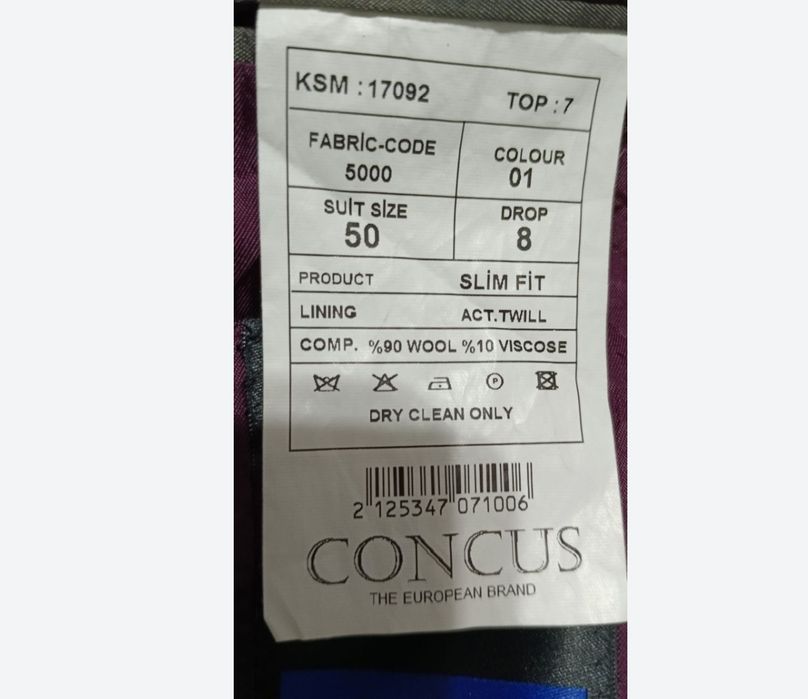 KSM : 17092 TOP : 7
FABRİC-CODE COLOUR
5000 01
SUİT SİZE DROP
50 8
PRODUCT SLİM FİT
LINING ACT.TWILL
COMP. %90 WOOL %10 VISCOSE
P
DRY CLEAN ONLY
2 125347 071006
CONCUS
THE EUROPEAN BRAND